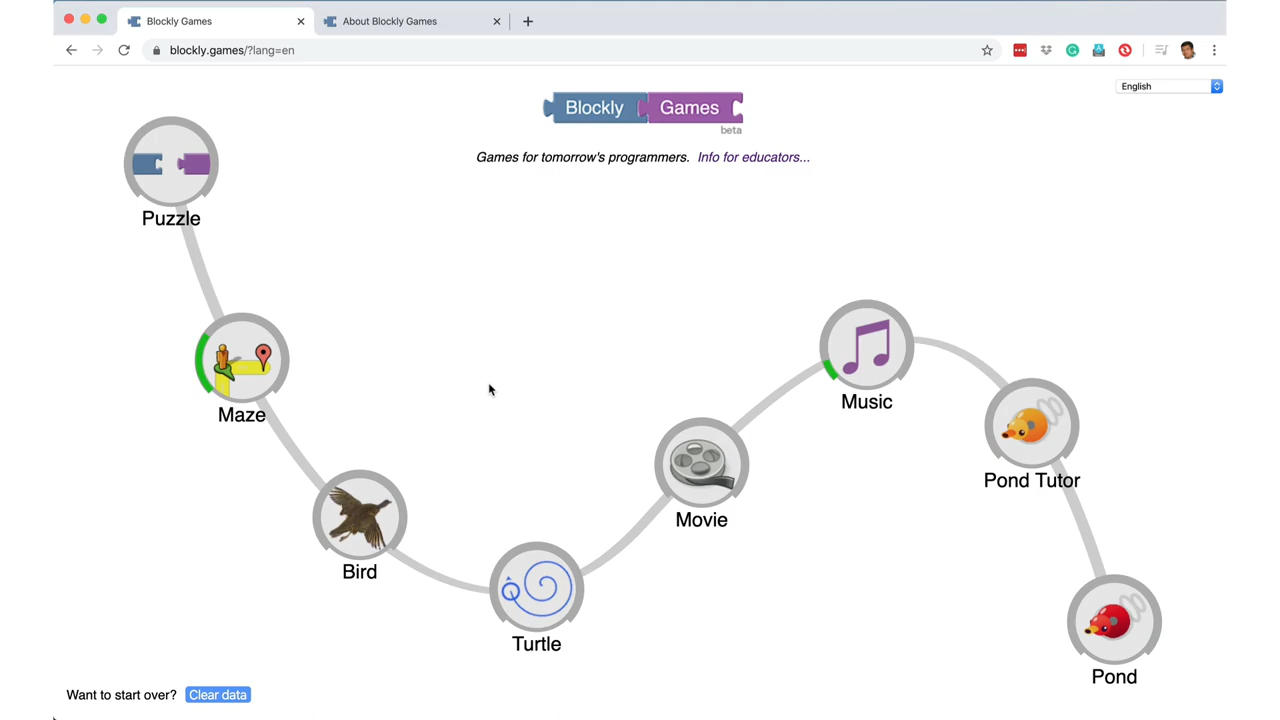 Blockly Games
About Blockly Games
blockly.games/?lang=en
English
Blockly Games
beta
Games for tomorrow's programmers. Info for educators...
Puzzle
Maze
Bird
Turtle
Movie
Music
Pond Tutor
Pond
Want to start over? Clear data